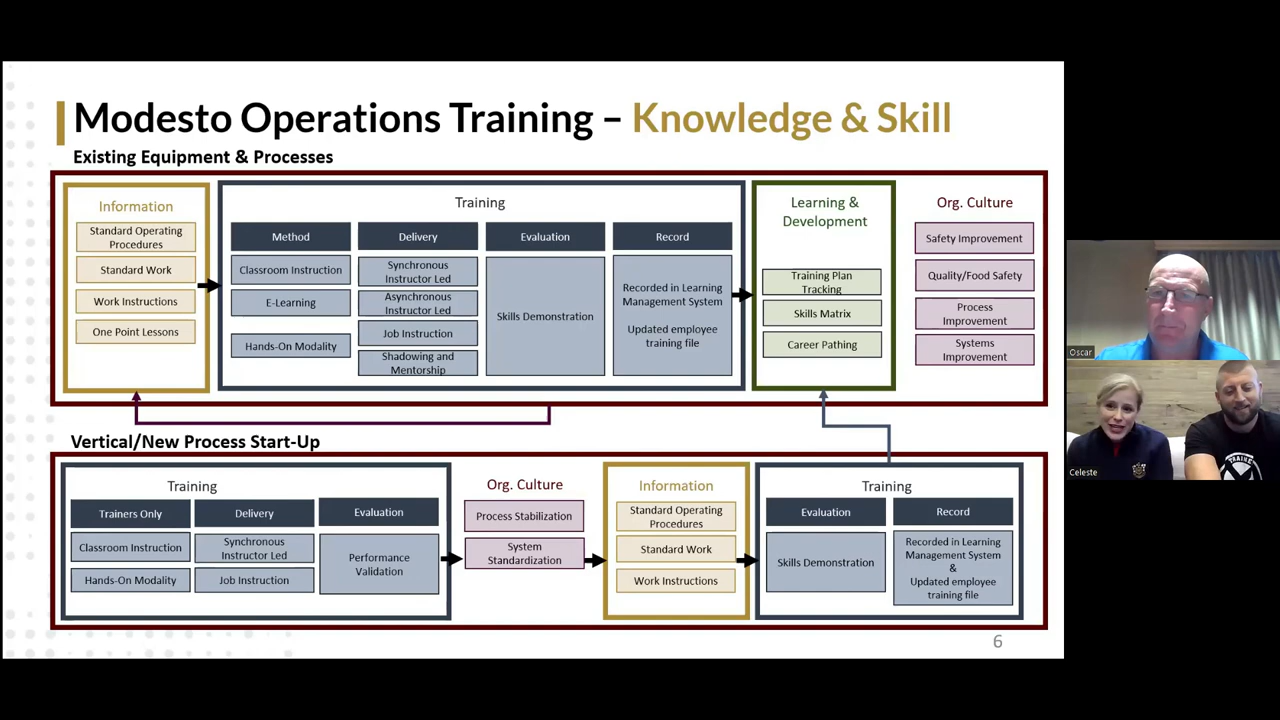 Modesto Operations Training – Knowledge & Skill
Existing Equipment & Processes
Information
Standard Operating
Procedures
Standard Work
Work Instructions
One Point Lessons
Training
Method
Classroom Instruction
E-Learning
Hands-On Modality
Delivery
Synchronous
Instructor Led
Asynchronous
Instructor Led
Job Instruction
Shadowing and
Mentorship
Evaluation
Skills Demonstration
Record
Recorded in Learning
Management System
Updated employee
training file
Learning &
Development
Training Plan
Tracking
Skills Matrix
Career Pathing
Org. Culture
Safety Improvement
Quality/Food Safety
Process
Improvement
Systems
Improvement
Vertical/New Process Start-Up
Training
Trainers Only
Classroom Instruction
Hands-On Modality
Delivery
Synchronous
Instructor Led
Job Instruction
Evaluation
Performance
Validation
Org. Culture
Process Stabilization
System
Standardization
Information
Standard Operating
Procedures
Standard Work
Work Instructions
Training
Evaluation
Skills Demonstration
Record
Recorded in Learning
Management System
&
Updated employee
training file
6
Oscar
Celeste